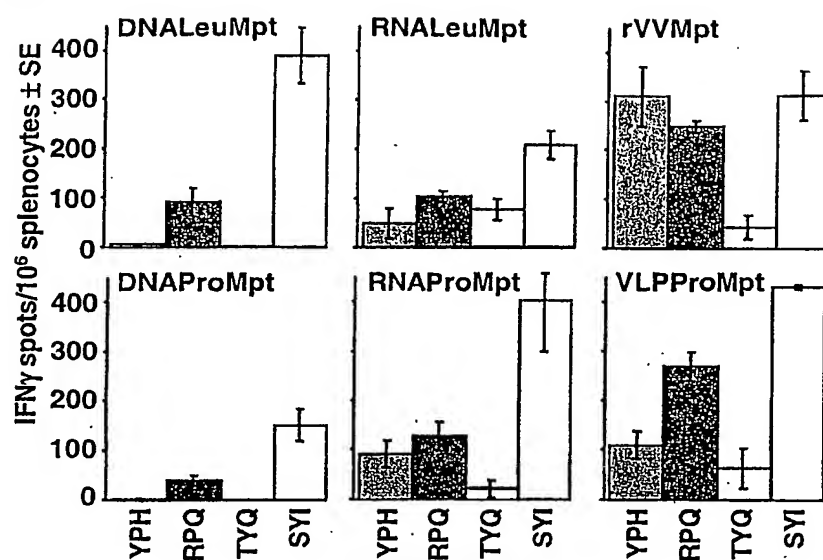 DNALeuMpt RNALeuMpt rVVMpt
IFNγ spots/10⁶ splenocytes ± SE
400
300
200
100
0
DNAProMpt RNAProMpt VLPProMpt
400
300
200
100
0
YPH RPQ TYQ SYI YPH RPQ TYQ SYI YPH RPQ TYQ SYI